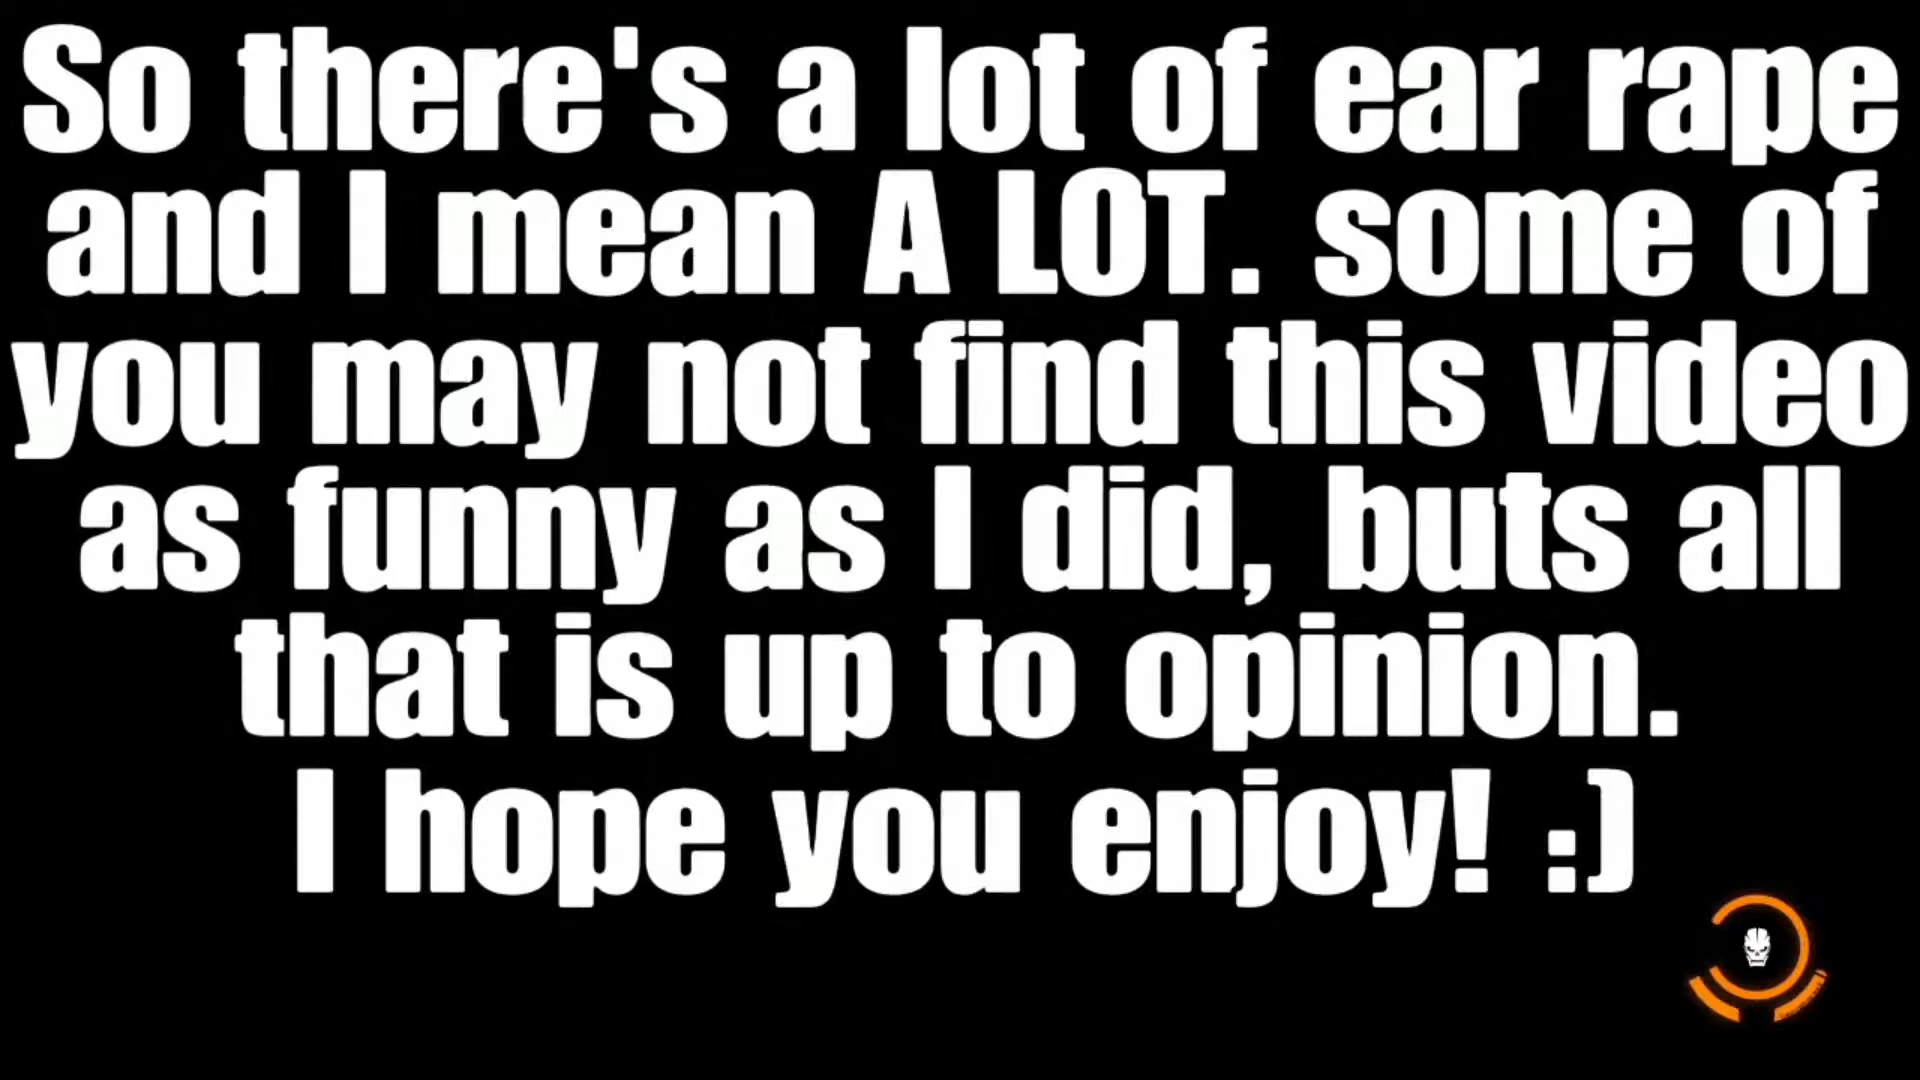 So there's a lot of ear rape
and I mean A LOT. some of
you may not find this video
as funny as I did, buts all
that is up to opinion.
I hope you enjoy! :)